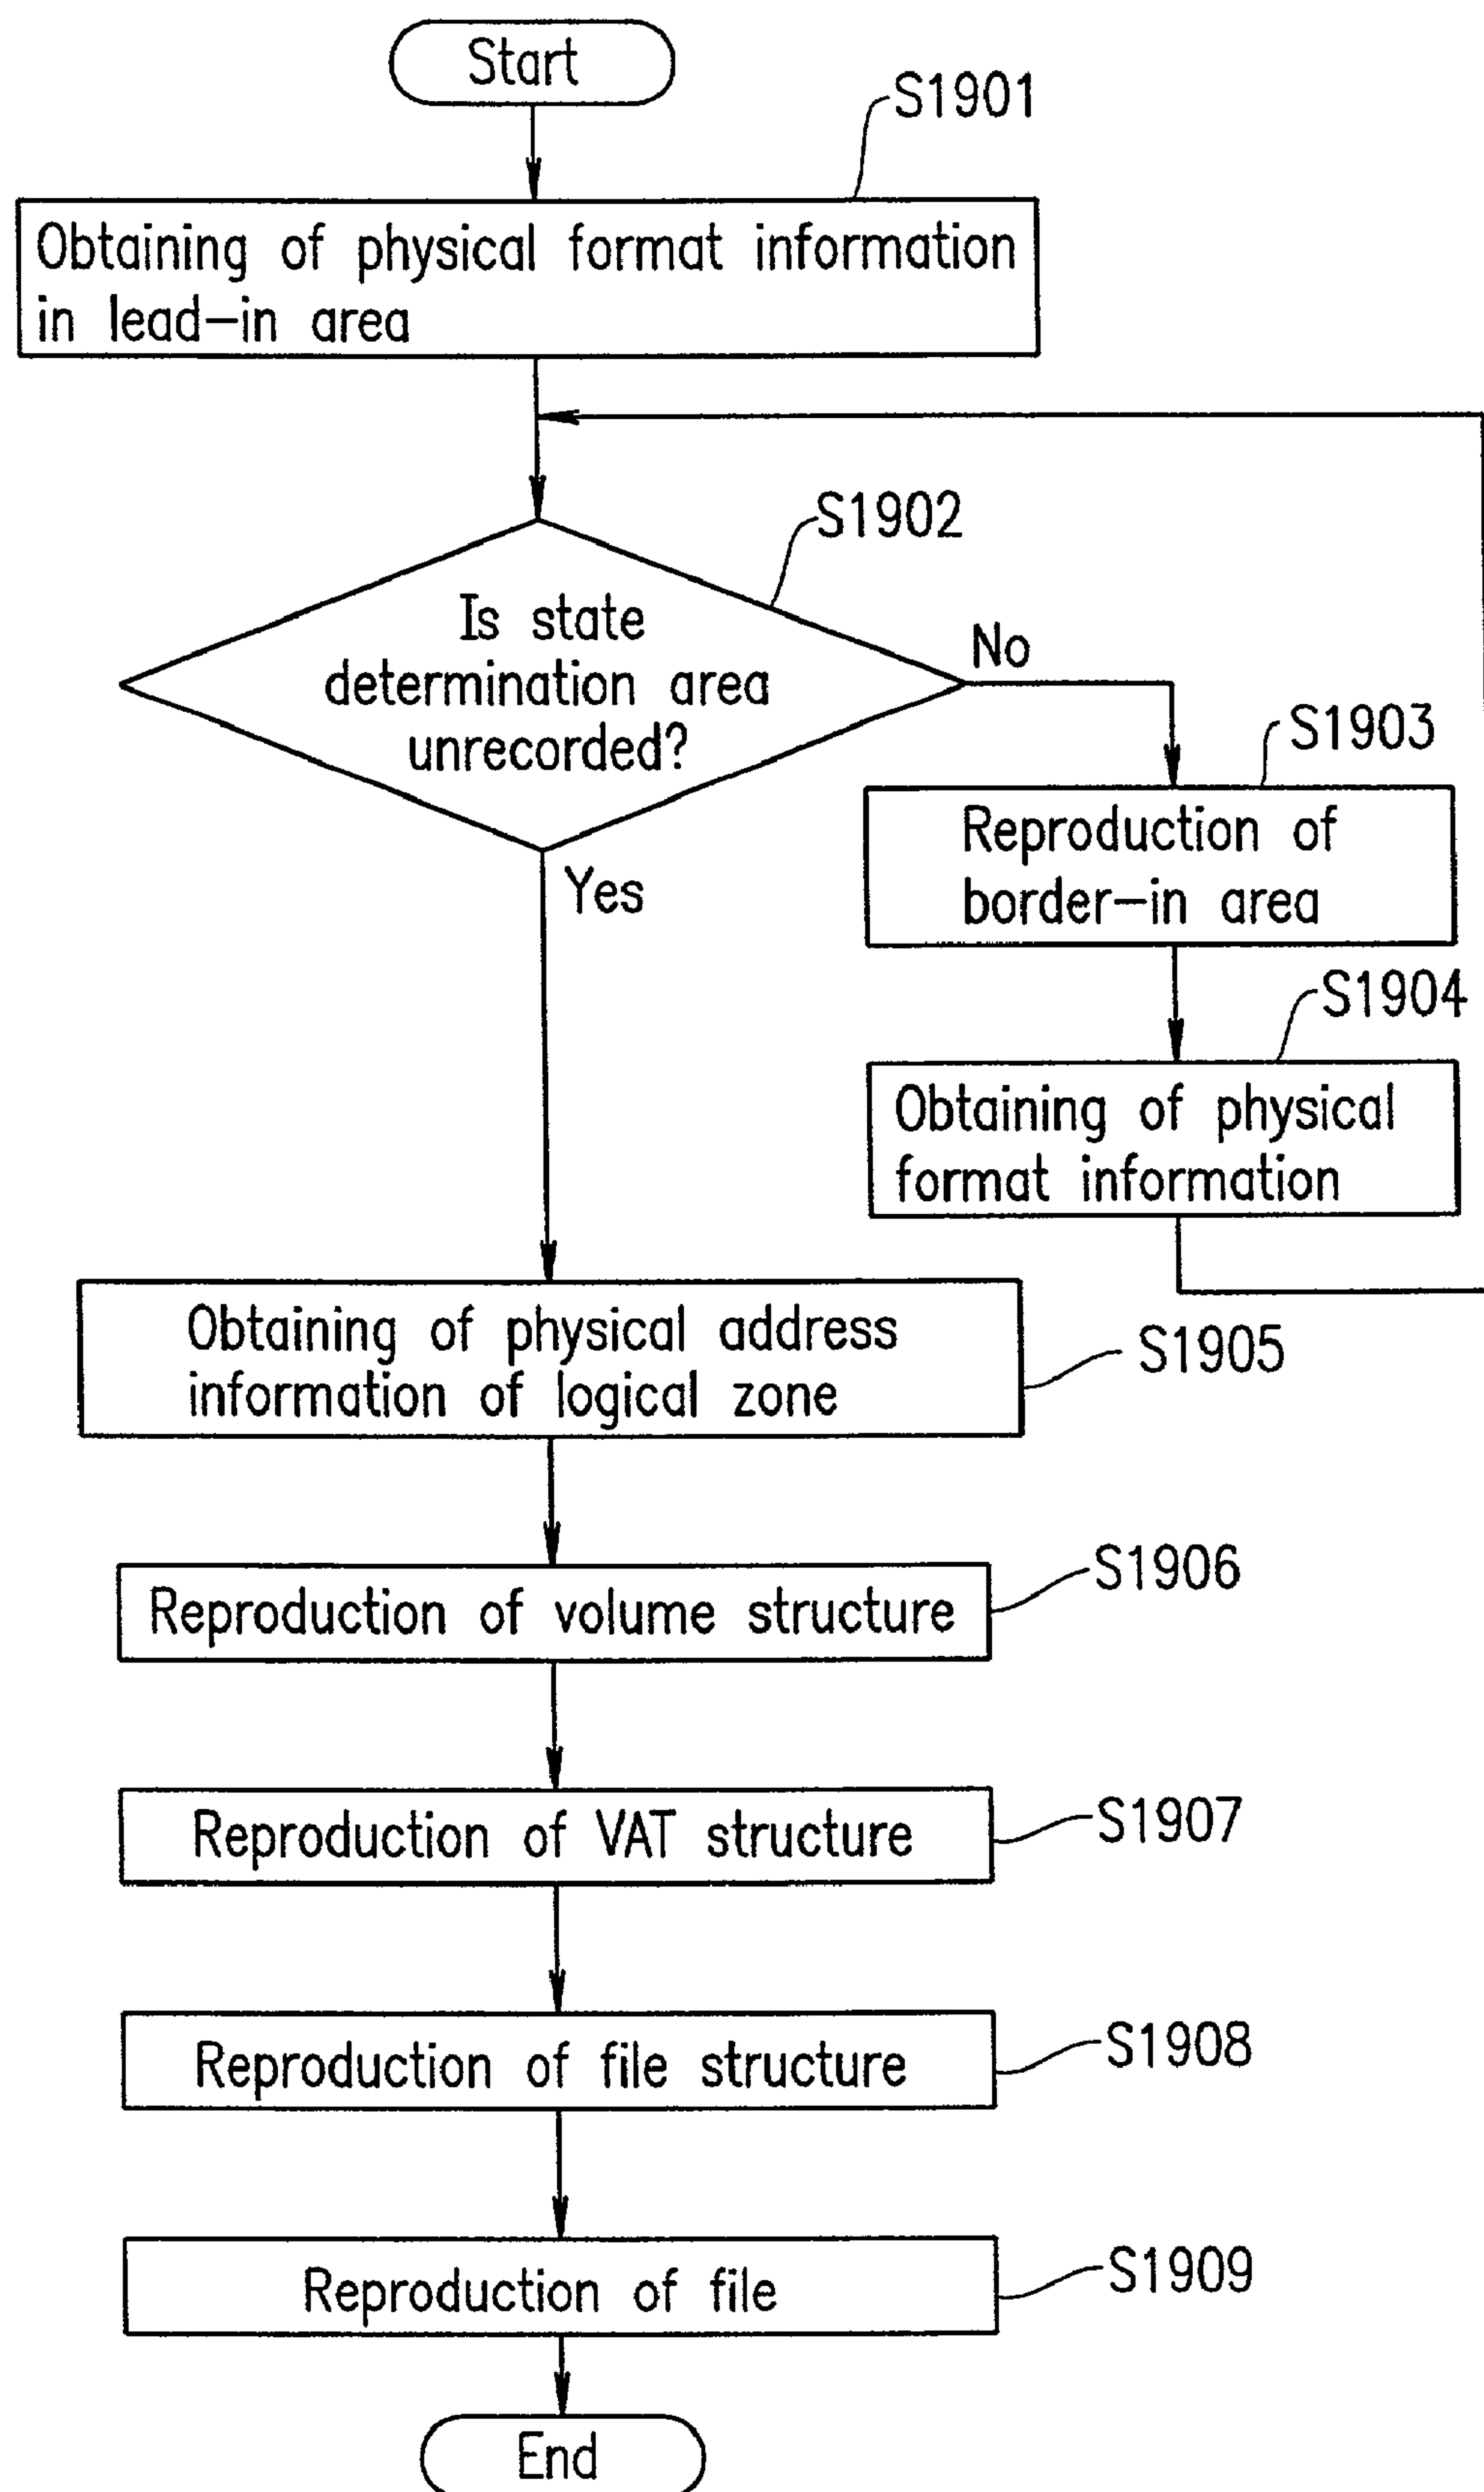 Start
S1901
Obtaining of physical format information
in lead-in area
S1902
Is state
determination area
unrecorded?
No
S1903
Reproduction of
border-in area
Yes
S1904
Obtaining of physical
format information
Obtaining of physical address
information of logical zone
S1905
S1906
Reproduction of volume structure
S1907
Reproduction of VAT structure
S1908
Reproduction of file structure
S1909
Reproduction of file
End